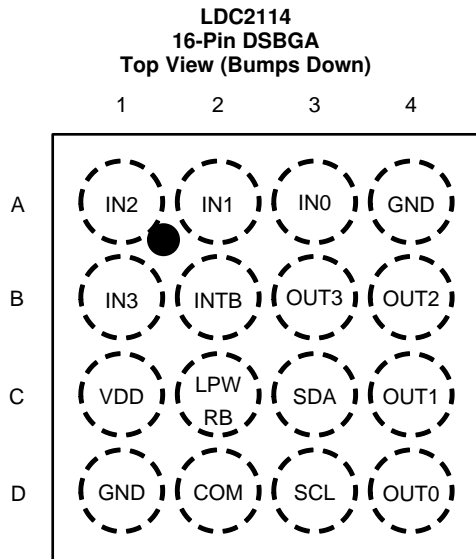 LDC2114
16-Pin DSBGA
Top View (Bumps Down)
1 2 3 4
A IN2 IN1 IN0 GND
B IN3 INTB OUT3 OUT2
C VDD LPW RB SDA OUT1
D GND COM SCL OUT0